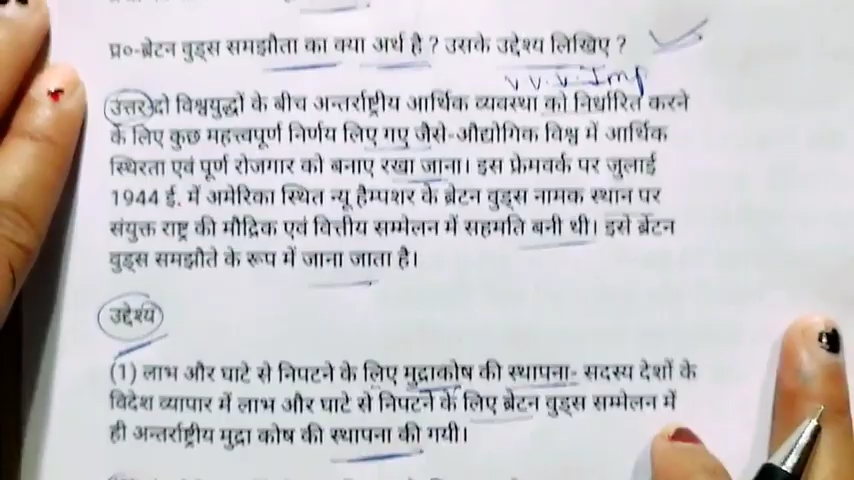 प्र०-ब्रेटन वुड्स समझौता का क्या अर्थ है ? उसके उद्देश्य लिखिए ?
v v. v. Imp
उत्तर दो विश्वयुद्धों के बीच अन्तर्राष्ट्रीय आर्थिक व्यवस्था को निर्धारित करने
के लिए कुछ महत्त्वपूर्ण निर्णय लिए गए जैसे-औद्योगिक विश्व में आर्थिक
स्थिरता एवं पूर्ण रोजगार को बनाए रखा जाना। इस फ्रेमवर्क पर जुलाई
1944 ई. में अमेरिका स्थित न्यू हैम्पशर के ब्रेटन वुड्स नामक स्थान पर
संयुक्त राष्ट्र की मौद्रिक एवं वित्तीय सम्मेलन में सहमति बनी थी। इसे ब्रेटन
वुड्स समझौते के रूप में जाना जाता है।
उद्देश्य
(1) लाभ और घाटे से निपटने के लिए मुद्राकोष की स्थापना- सदस्य देशों के
विदेश व्यापार में लाभ और घाटे से निपटने के लिए ब्रेटन वुड्स सम्मेलन में
ही अन्तर्राष्ट्रीय मुद्रा कोष की स्थापना की गयी।